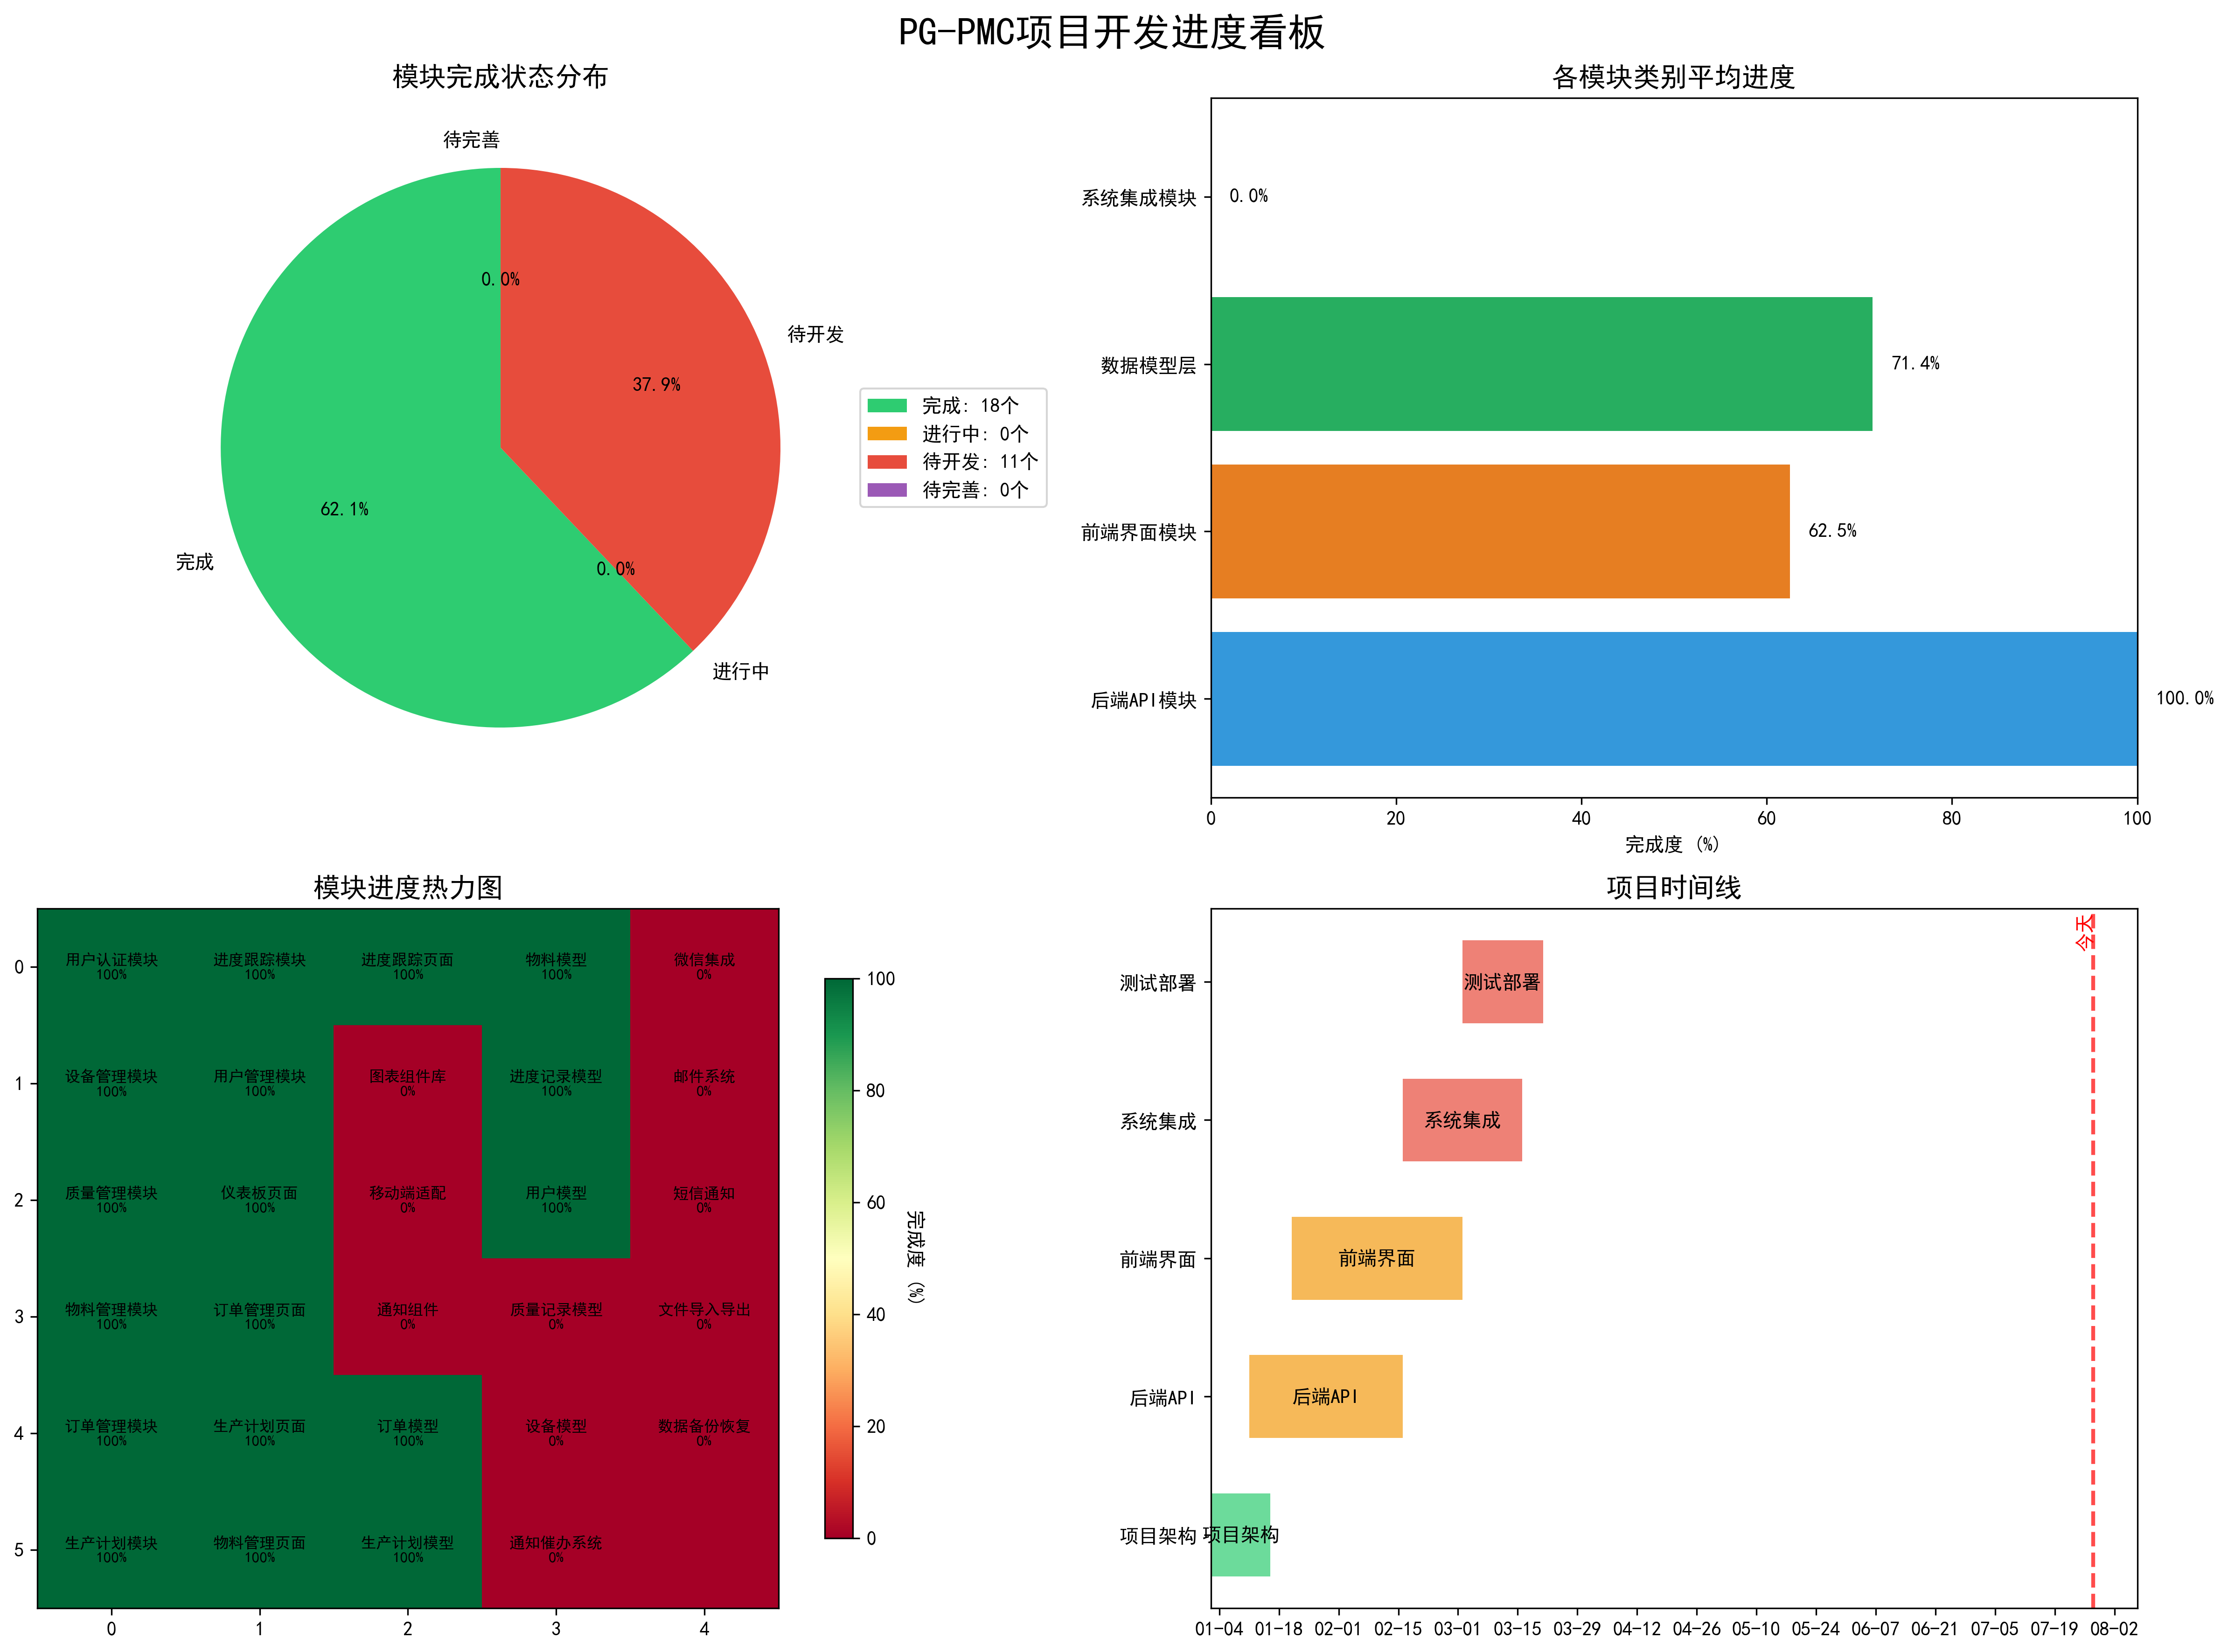 PG-PMC项目开发进度看板
模块完成状态分布
待完善
0.0%
待开发
37.9%
62.1%
完成
0.0%
进行中
完成: 18个
进行中: 0个
待开发: 11个
待完善: 0个
各模块类别平均进度
系统集成模块
0.0%
数据模型层
71.4%
前端界面模块
62.5%
后端API模块
100.0%
0 20 40 60 80 100
完成度 (%)
模块进度热力图
0
用户认证模块 进度跟踪模块 进度跟踪页面 物料模型 微信集成
100% 100% 100% 100% 0%
1
设备管理模块 用户管理模块 图表组件库 进度记录模型 邮件系统
100% 100% 0% 100% 0%
2
质量管理模块 仪表板页面 移动端适配 用户模型 短信通知
100% 100% 0% 100% 0%
3
物料管理模块 订单管理页面 通知组件 质量记录模型 文件导入导出
100% 100% 0% 0% 0%
4
订单管理模块 生产计划页面 订单模型 设备模型 数据备份恢复
100% 100% 100% 0% 0%
5
生产计划模块 物料管理页面 生产计划模型 通知催办系统
100% 100% 100% 0%
0 1 2 3 4
100
80
60
40
20
0
完成度 (%)
项目时间线
今天
测试部署
测试部署
系统集成
系统集成
前端界面
前端界面
后端API
后端API
项目架构
项目架构
01-04 01-18 02-01 02-15 03-01 03-15 03-29 04-12 04-26 05-10 05-24 06-07 06-21 07-05 07-19 08-02